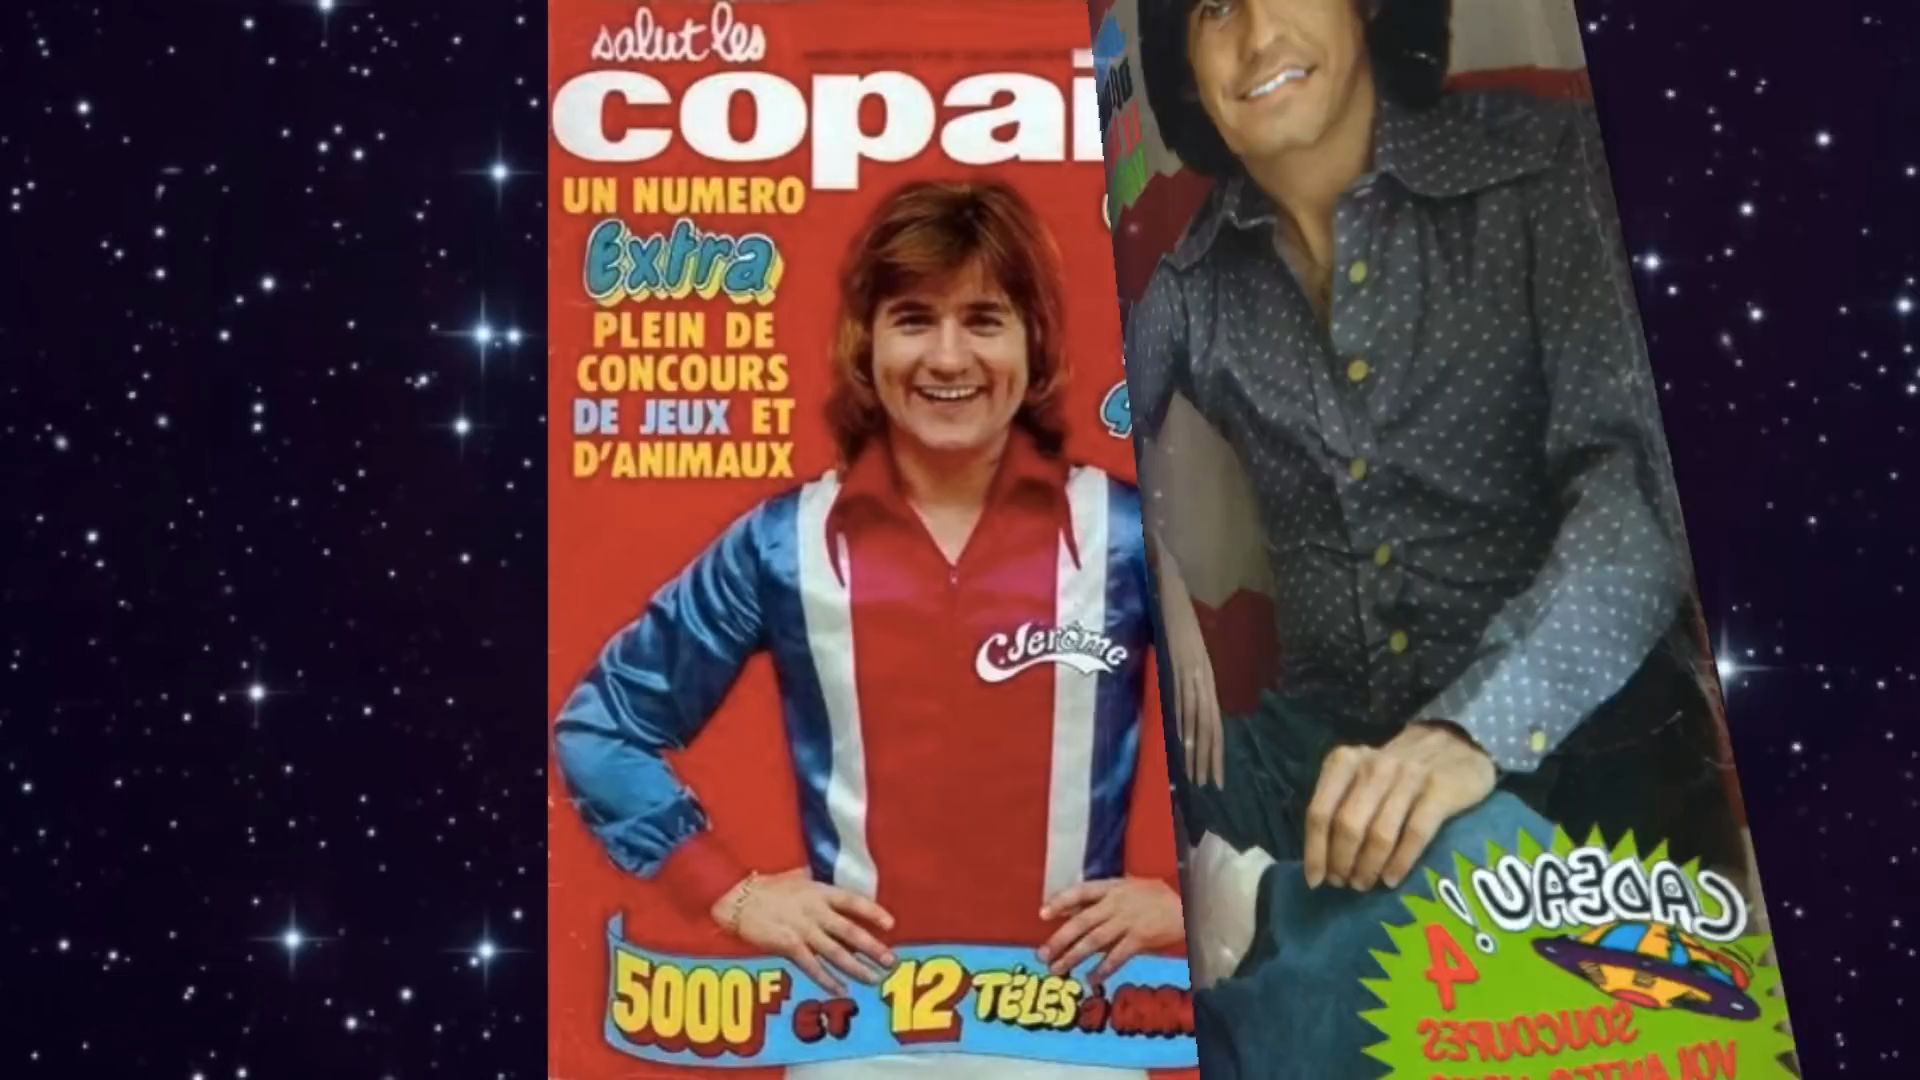 salut les
copai
UN NUMERO
Extra
PLEIN DE
CONCOURS
DE JEUX ET
D'ANIMAUX
C.Jerôme
5000F ET 12 TÉLÉS à
CADEAU!
4
SOUCOUPES